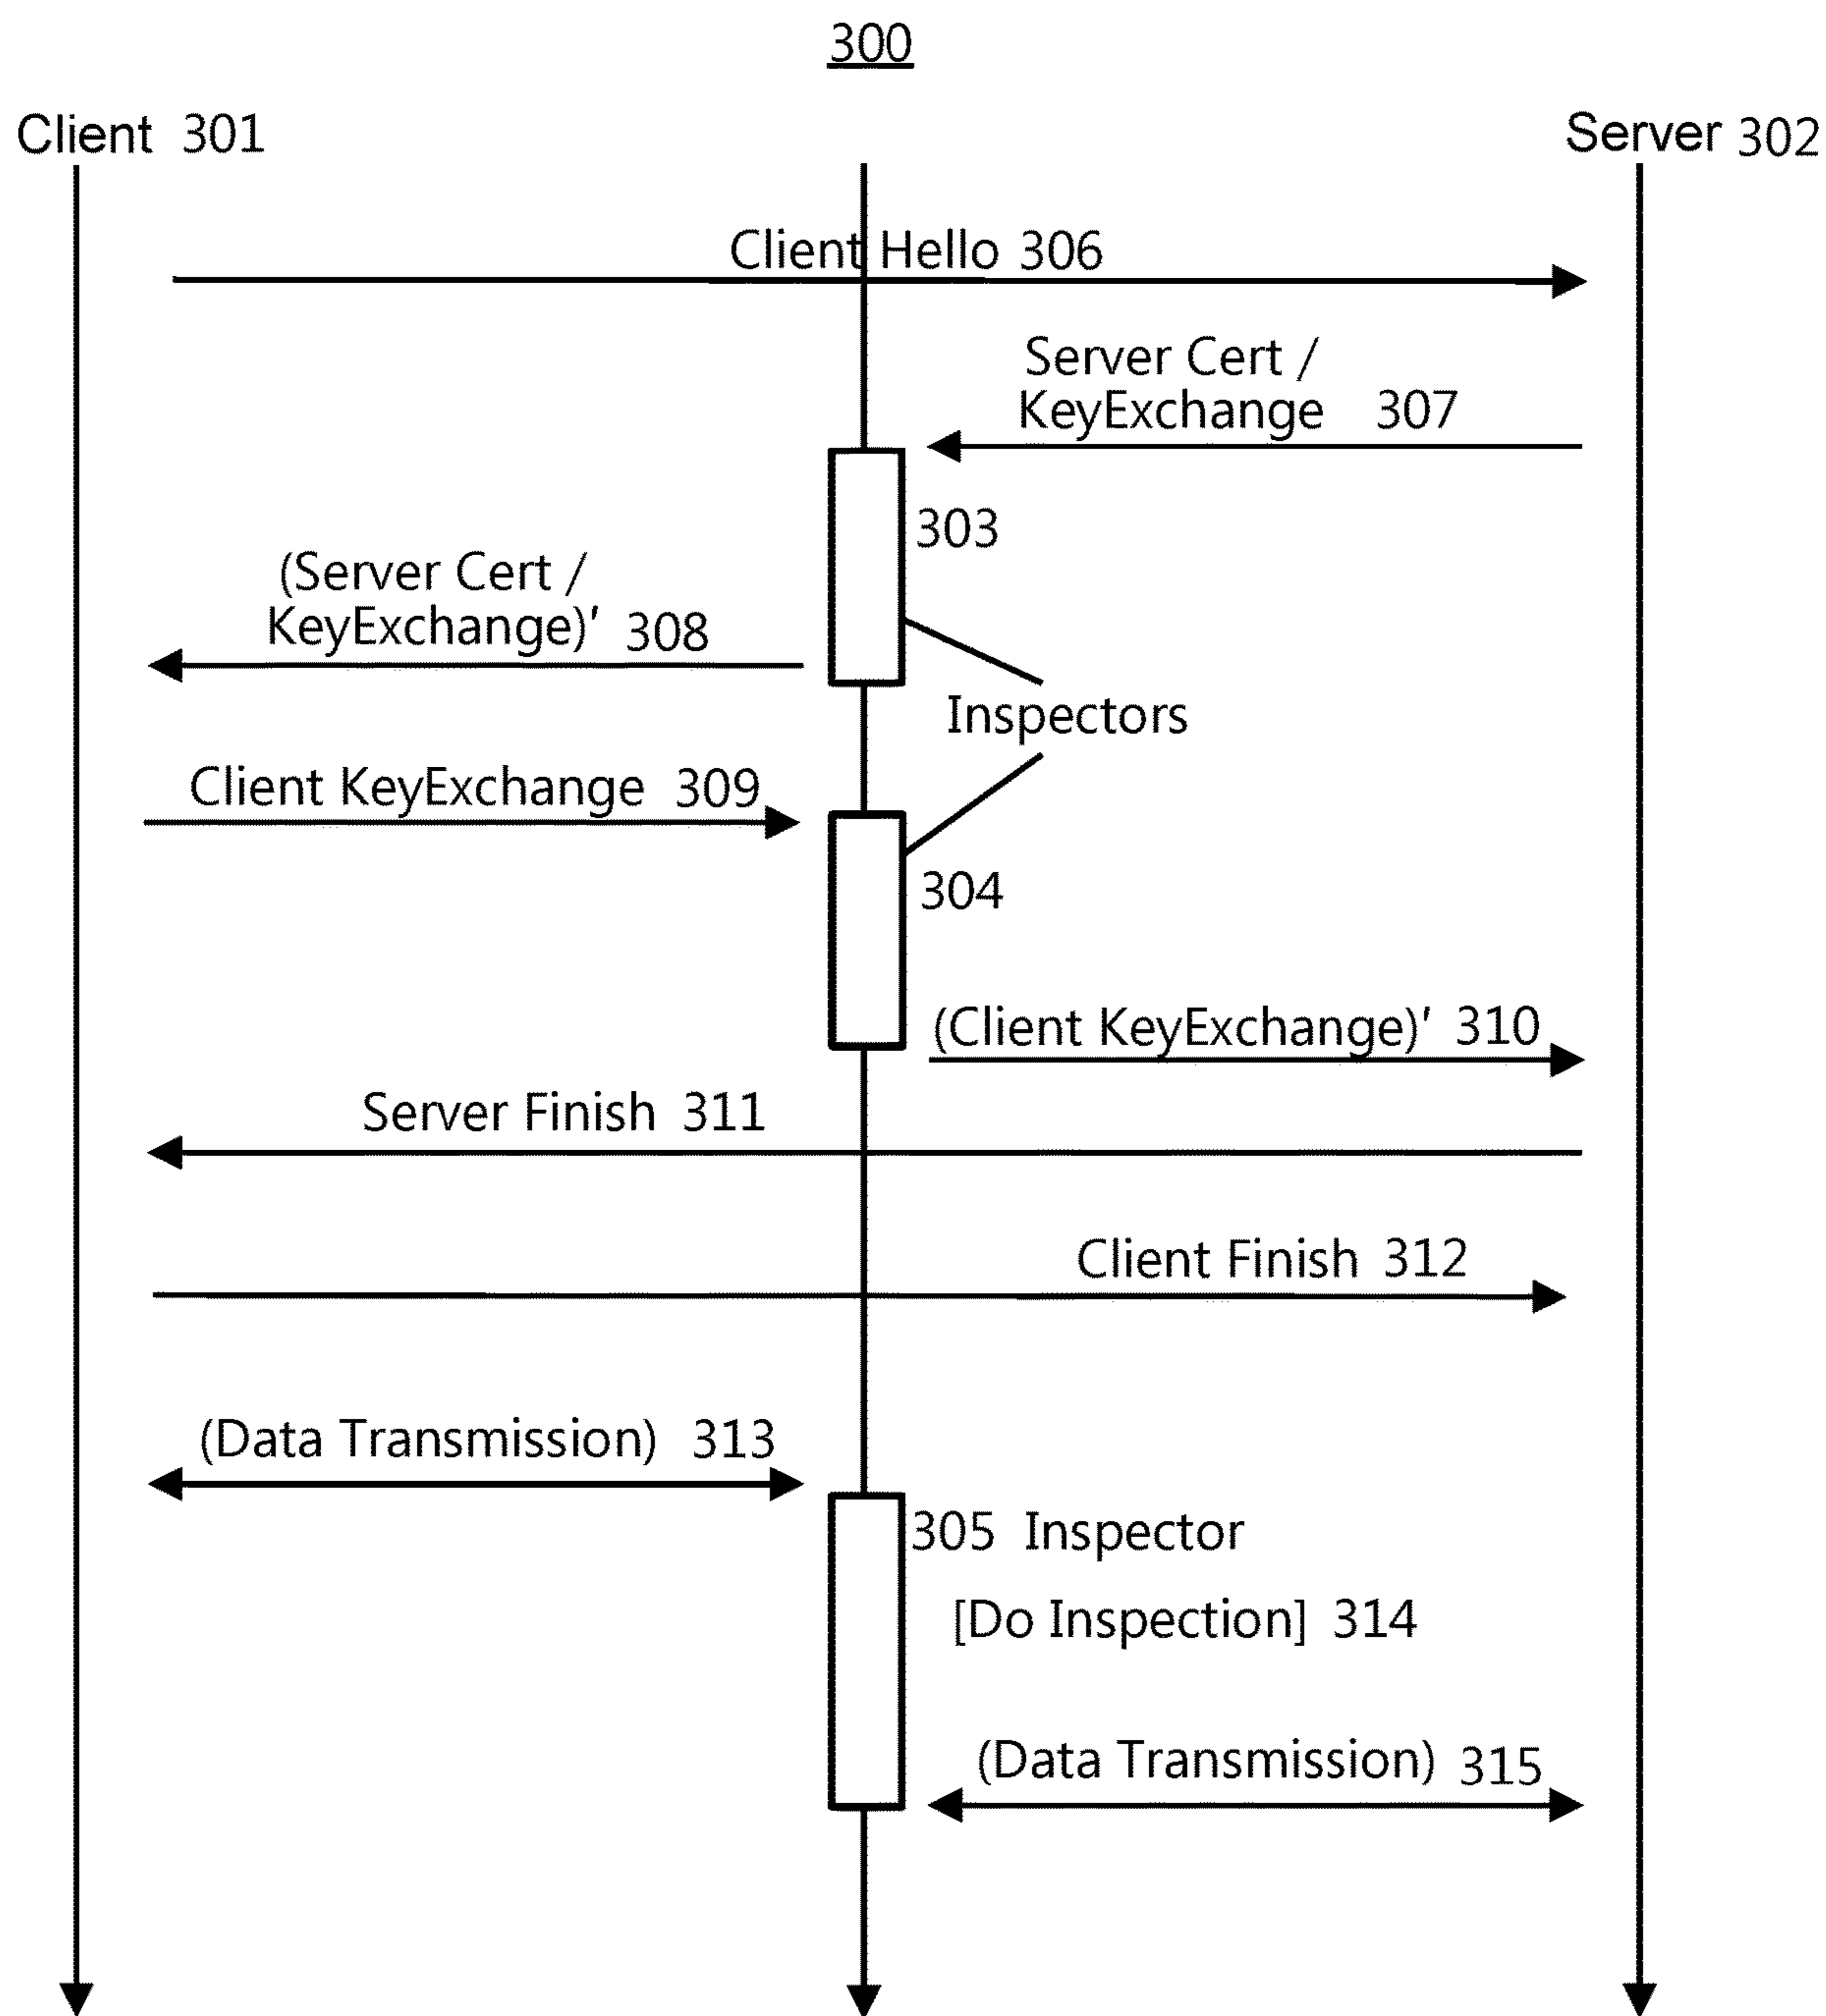 300
Client 301
Server 302
Client Hello 306
Server Cert /
KeyExchange 307
303
(Server Cert /
KeyExchange)' 308
Inspectors
Client KeyExchange 309
304
(Client KeyExchange)' 310
Server Finish 311
Client Finish 312
(Data Transmission) 313
305 Inspector
[Do Inspection] 314
(Data Transmission) 315